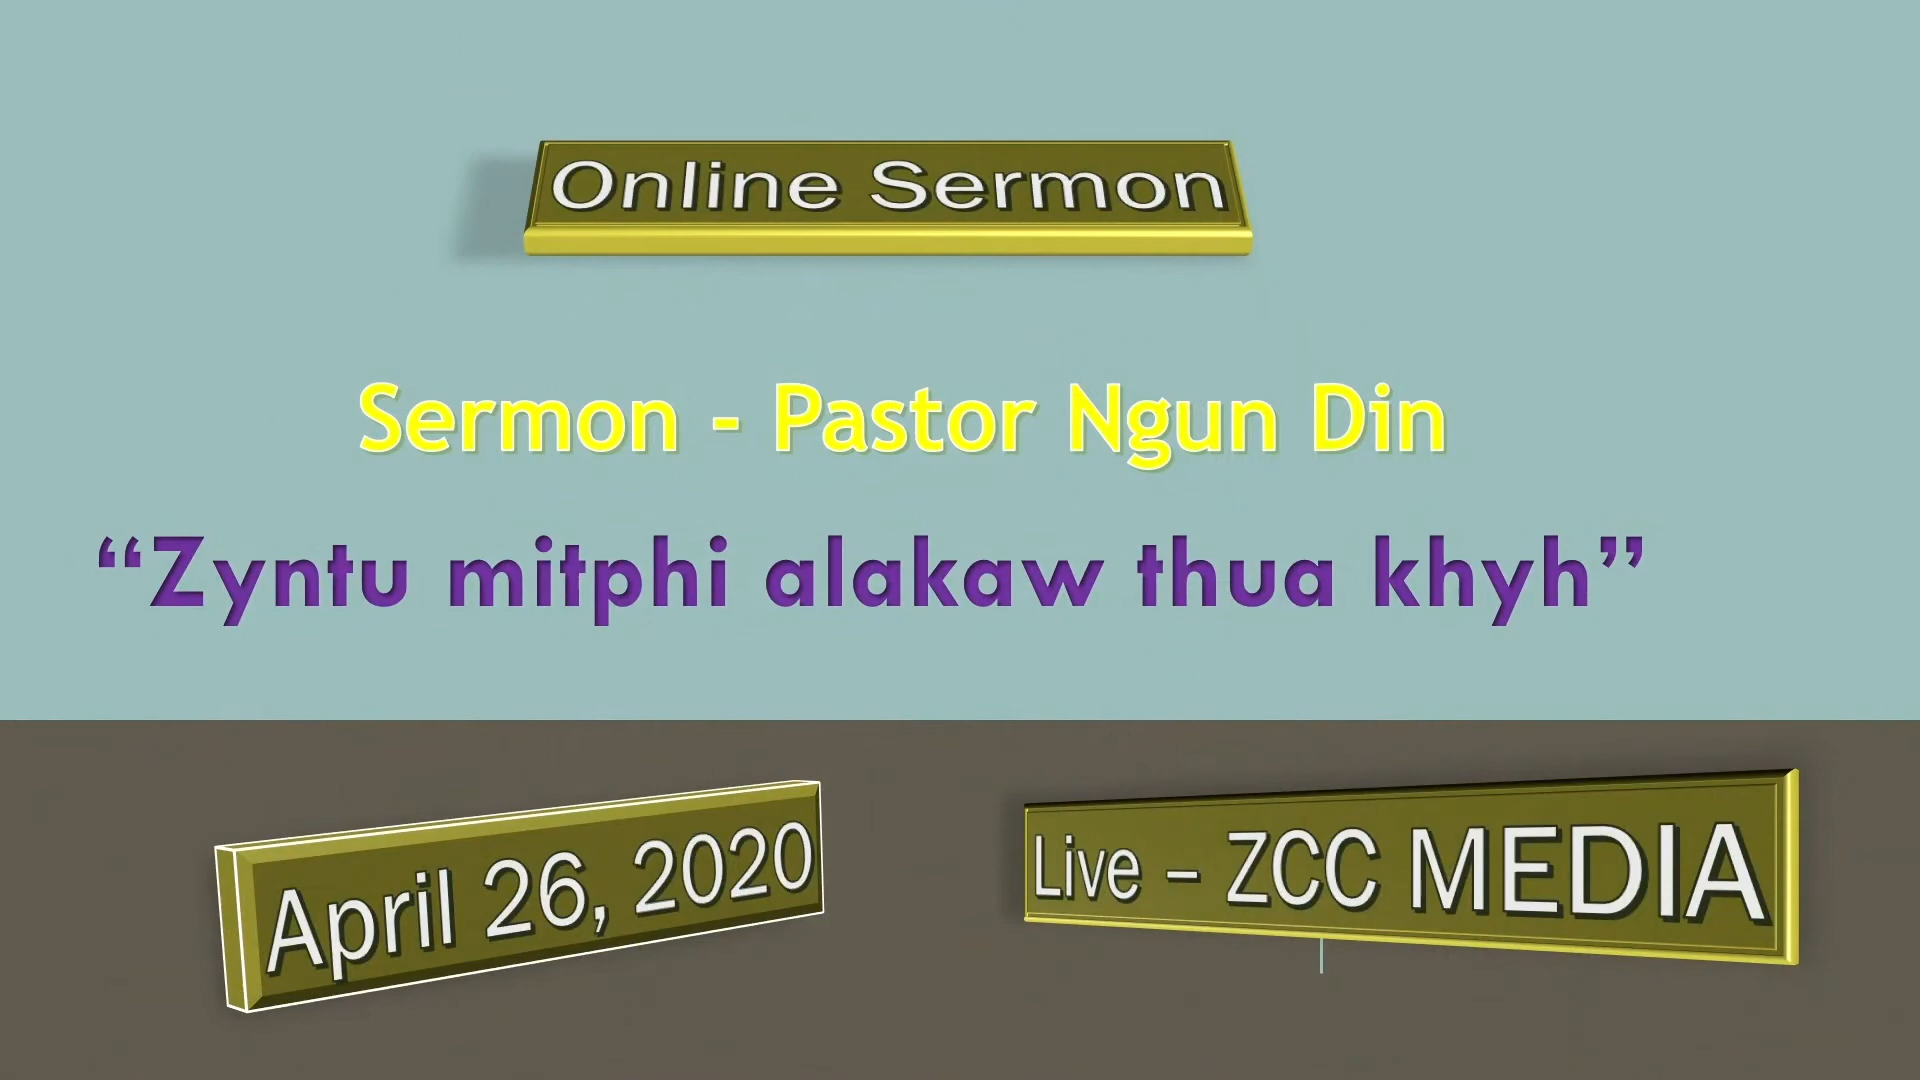 Online Sermon
Sermon - Pastor Ngun Din
“Zyntu mitphi alakaw thua khyh”
April 26, 2020
Live – ZCC MEDIA